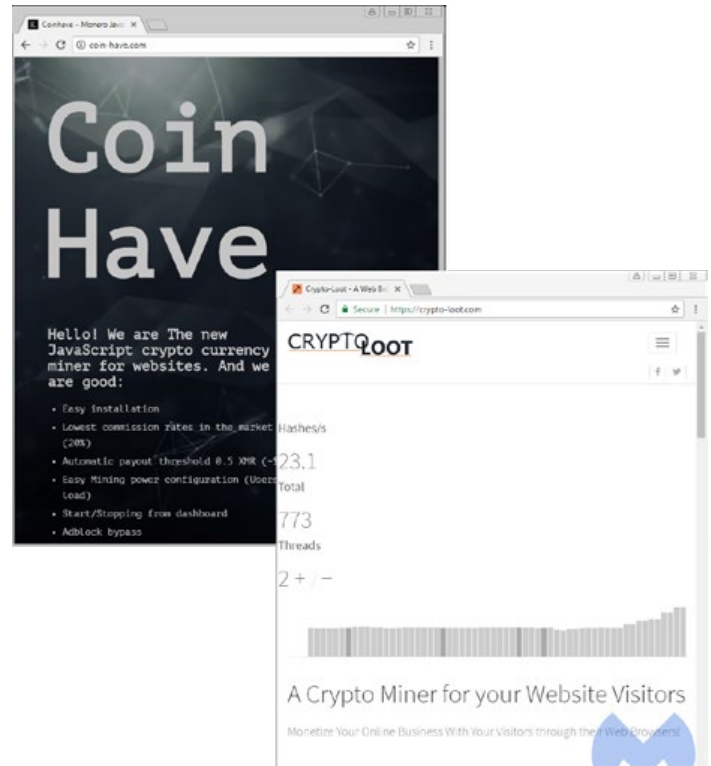 Coinhave - Monero Java
coin-have.com
Coin
Have
Hello! We are The new
JavaScript crypto currency
miner for websites. And we
are good:
• Easy installation
• Lowest commission rates in the market
(20%)
• Automatic payout threshold 0.5 XMR
• Easy Mining power configuration (Users
Load)
• Start/Stopping from dashboard
• Adblock bypass
Crypto-Loot - A Web
Secure | https://crypto-loot.com
CRYPTOLOOT
Hashes/s
23.1
Total
773
Threads
2 + / -
A Crypto Miner for your Website Visitors
Monetize Your Online Business With Your Visitors through their Web Browsers!